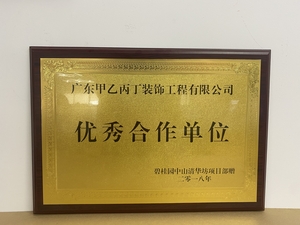 广东甲乙丙丁装饰工程有限公司
优秀合作单位
碧桂园中山清华坊项目部赠
二零一八年